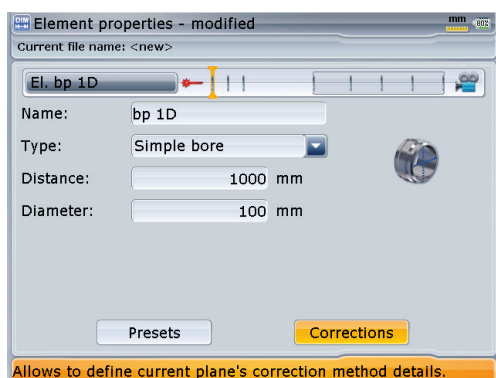 Element properties - modified
mm
80%
Current file name: <new>
El. bp 1D
Name: bp 1D
Type: Simple bore
Distance: 1000 mm
Diameter: 100 mm
Presets
Corrections
Allows to define current plane's correction method details.